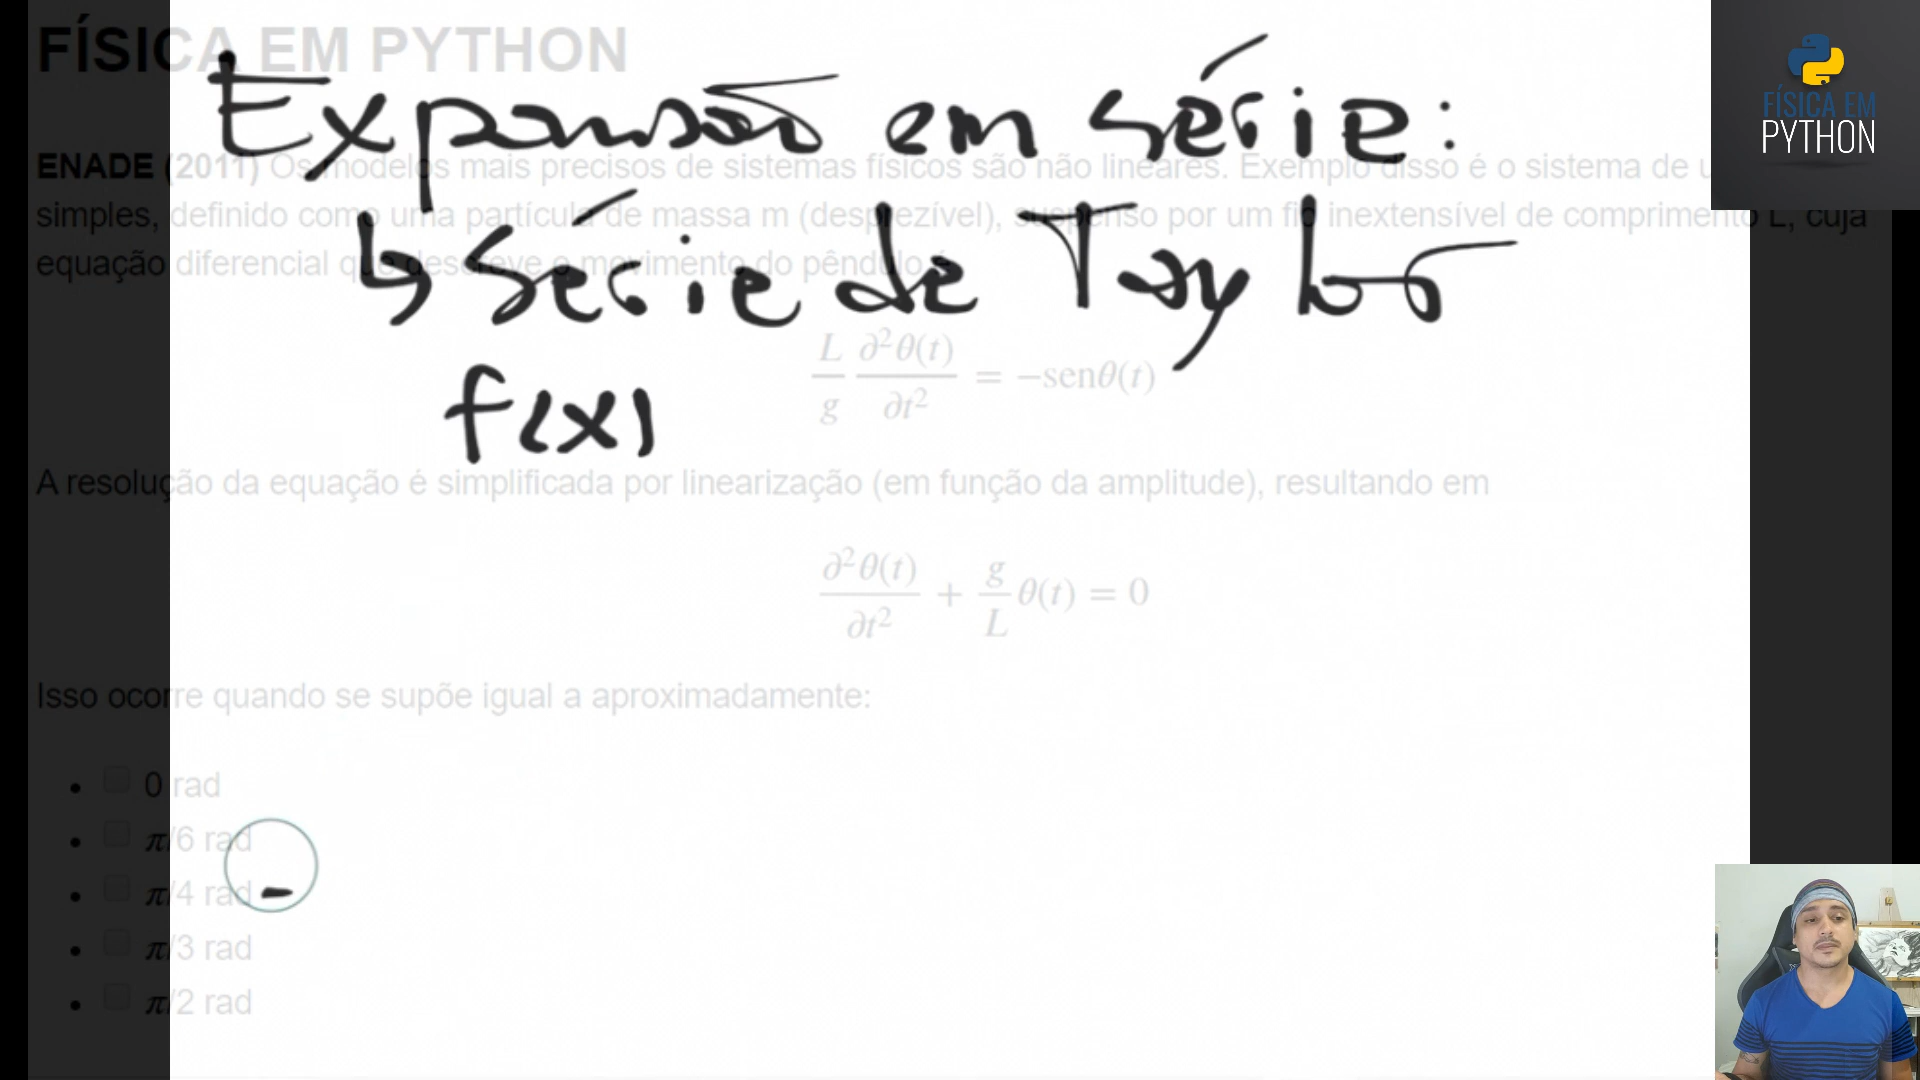 FÍSICA EM PYTHON
Expansão em série:
ENADE (2011) Os modelos mais precisos de sistemas físicos são não lineares. Exemplo disso é o sistema de
simples, definido como uma partícula de massa m (desprezível), suspenso por um fio inextensível de comprimento L, cuja
equação diferencial que descreve o movimento do pêndulo
↳ série de Taylor
f(x)
L/g ∂²θ(t)/∂t² = −senθ(t)
A resolução da equação é simplificada por linearização (em função da amplitude), resultando em
∂²θ(t)/∂t² + g/L θ(t) = 0
Isso ocorre quando se supõe igual a aproximadamente:
• 0 rad
• π/6 rad
• π/4 rad
• π/3 rad
• π/2 rad
FÍSICA EM
PYTHON